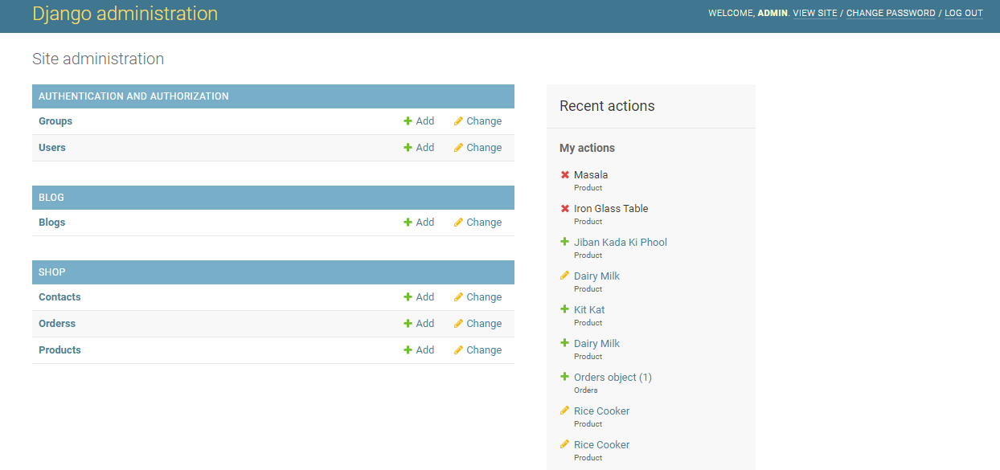 Django administration
WELCOME, ADMIN. VIEW SITE / CHANGE PASSWORD / LOG OUT
Site administration
AUTHENTICATION AND AUTHORIZATION
Groups Add Change
Users Add Change
BLOG
Blogs Add Change
SHOP
Contacts Add Change
Orderss Add Change
Products Add Change
Recent actions
My actions
Masala
Product
Iron Glass Table
Product
Jiban Kada Ki Phool
Product
Dairy Milk
Product
Kit Kat
Product
Dairy Milk
Product
Orders object (1)
Orders
Rice Cooker
Product
Rice Cooker
Product